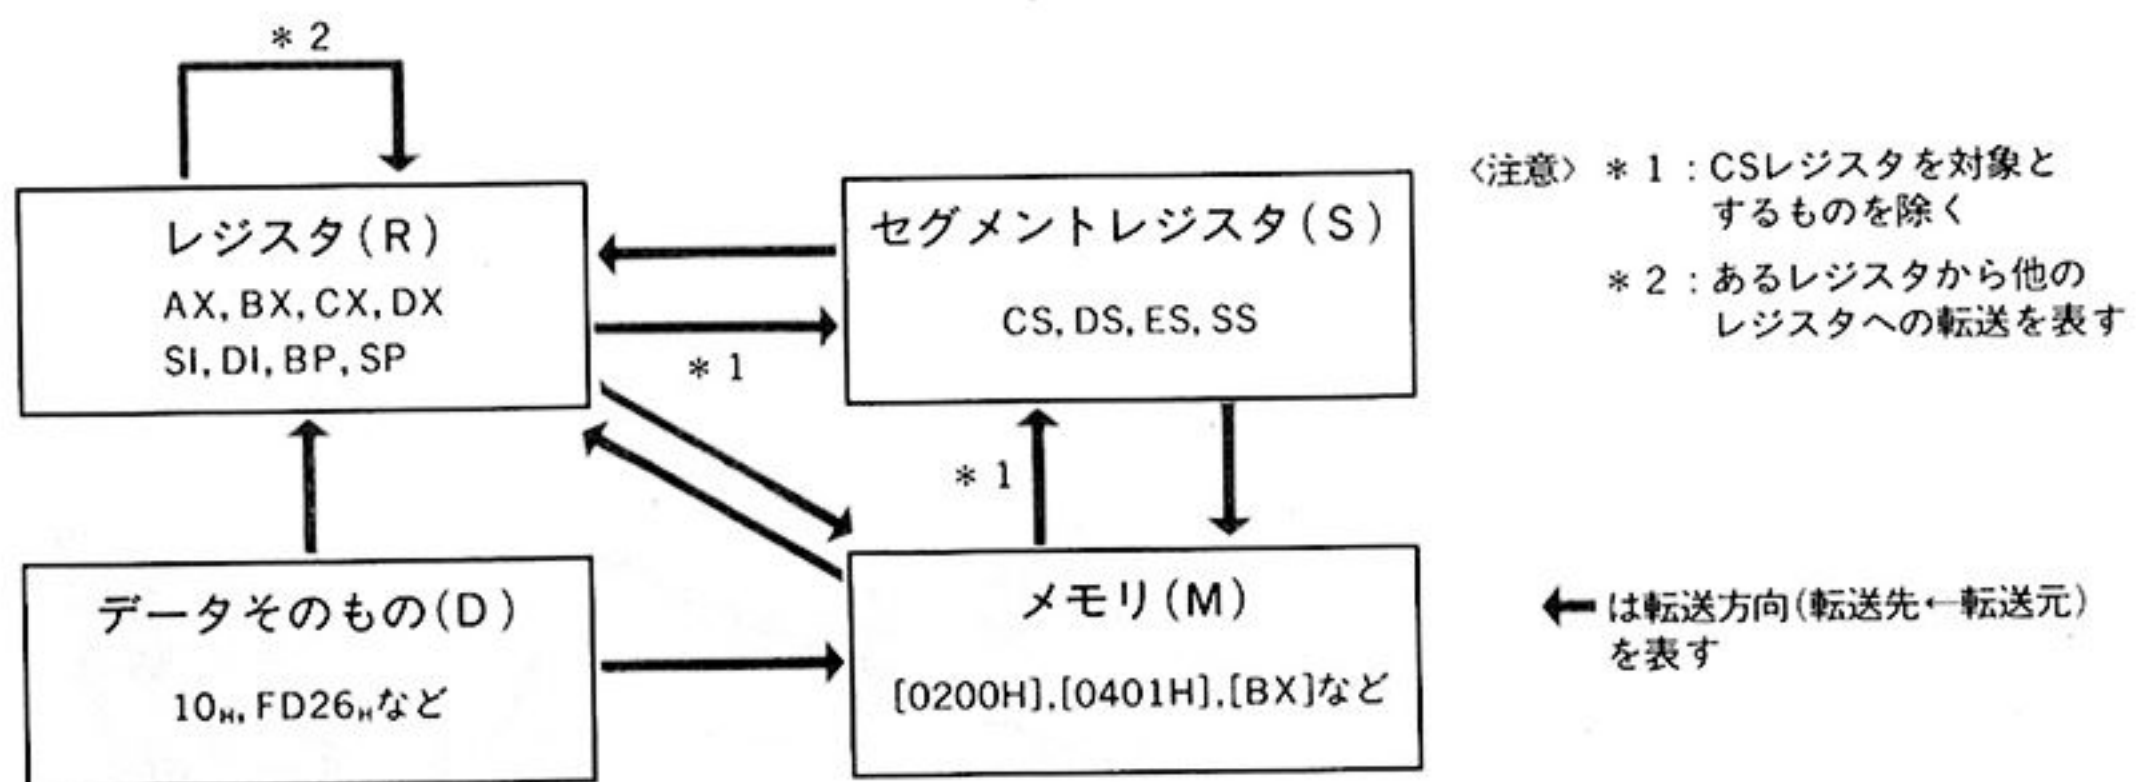 * 2
レジスタ(R)
AX, BX, CX, DX
SI, DI, BP, SP
セグメントレジスタ(S)
CS, DS, ES, SS
* 1
* 1
データそのもの(D)
10H, FD26Hなど
メモリ(M)
[0200H],[0401H],[BX]など
〈注意〉 * 1 : CSレジスタを対象と
するものを除く
* 2 : あるレジスタから他の
レジスタへの転送を表す
←は転送方向(転送先←転送元)
を表す